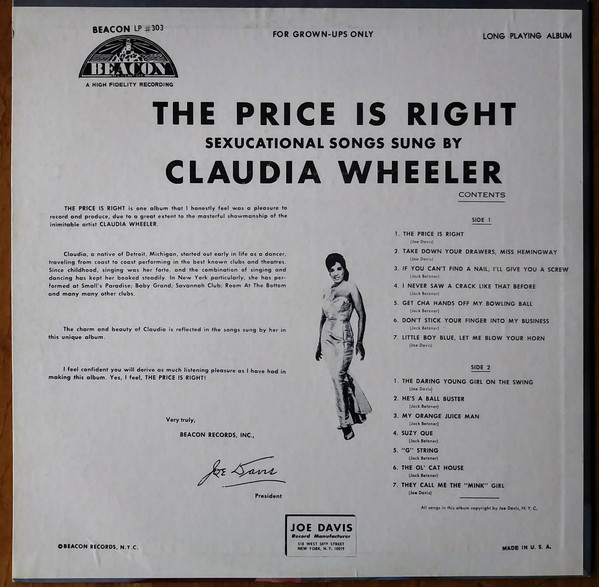 BEACON LP #303
FOR GROWN-UPS ONLY
LONG PLAYING ALBUM
BEACON
A HIGH FIDELITY RECORDING
THE PRICE IS RIGHT
SEXUCATIONAL SONGS SUNG BY
CLAUDIA WHEELER
CONTENTS
THE PRICE IS RIGHT is one album that I honestly feel was a pleasure to
record and produce, due to a great extent to the masterful showmanship of the
inimitable artist CLAUDIA WHEELER.
Claudia, a native of Detroit, Michigan, started out early in life as a dancer,
traveling from coast to coast performing in the best known clubs and theatres.
Since childhood, singing was her forte, and the combination of singing and
dancing has kept her booked steadily. In New York particularly, she has per-
formed at Small's Paradise; Baby Grand; Savannah Club; Room At The Bottom
and many many other clubs.
The charm and beauty of Claudia is reflected in the songs sung by her in
this unique album.
I feel confident you will derive as much listening pleasure as I have had in
making this album. Yes, I feel, THE PRICE IS RIGHT!
Very truly,
BEACON RECORDS, INC.,
Joe Davis
President
SIDE 1
1. THE PRICE IS RIGHT
(Joe Davis)
2. TAKE DOWN YOUR DRAWERS, MISS HEMINGWAY
(Joe Davis)
3. IF YOU CAN'T FIND A NAIL, I'LL GIVE YOU A SCREW
(Jack Betzner)
4. I NEVER SAW A CRACK LIKE THAT BEFORE
(Jack Betzner)
5. GET CHA HANDS OFF MY BOWLING BALL
(Jack Betzner)
6. DON'T STICK YOUR FINGER INTO MY BUSINESS
(Jack Betzner)
7. LITTLE BOY BLUE, LET ME BLOW YOUR HORN
(Joe Davis)
SIDE 2
1. THE DARING YOUNG GIRL ON THE SWING
(Joe Davis)
2. HE'S A BALL BUSTER
(Jack Betzner)
3. MY ORANGE JUICE MAN
(Jack Betzner)
4. SUZY QUE
(Jack Betzner)
5. "G" STRING
(Jack Betzner)
6. THE OL' CAT HOUSE
(Jack Betzner)
7. THEY CALL ME THE "MINK" GIRL
(Joe Davis)
All songs in this album copyright by Joe Davis, N. Y. C.
JOE DAVIS
Record Manufacturer
518 WEST 50TH STREET
NEW YORK, N.Y. 10019
©BEACON RECORDS, N.Y.C.
MADE IN U. S. A.